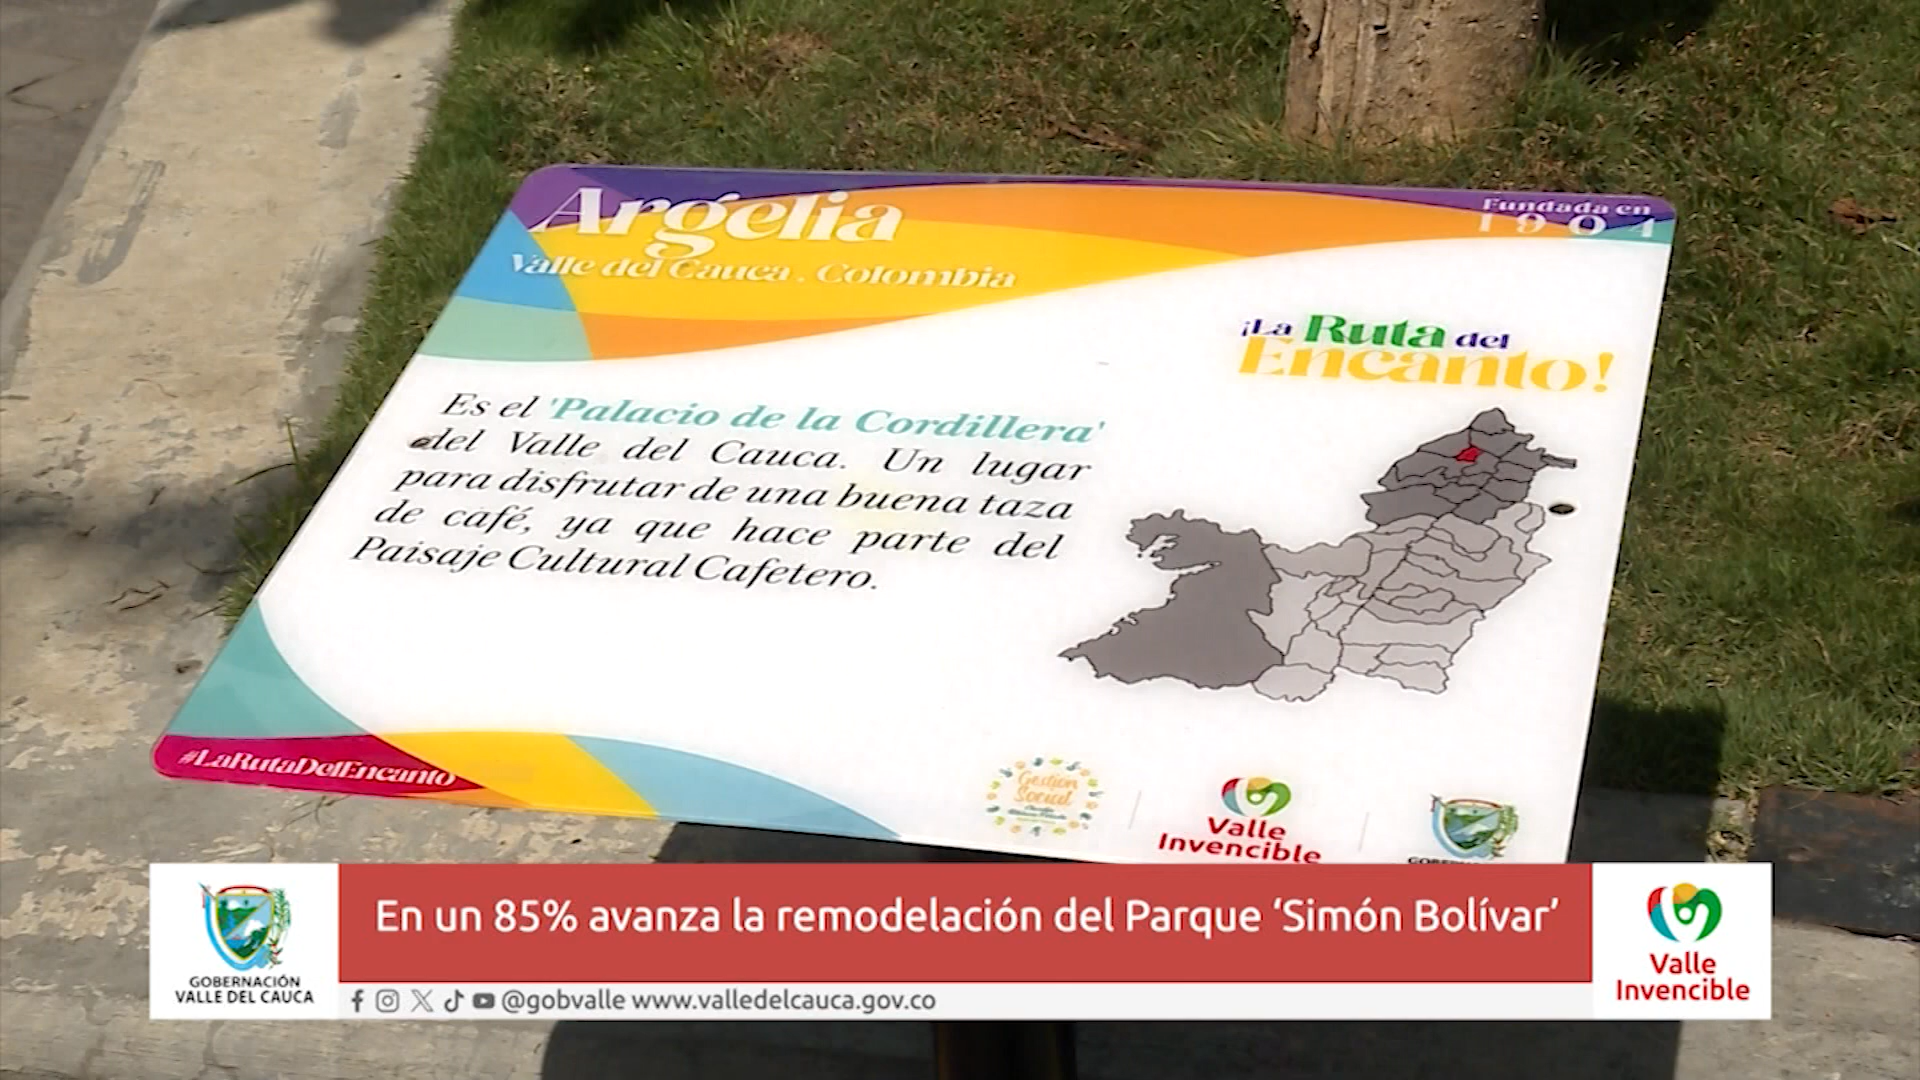 Argelia
Valle del Cauca . Colombia
Fundada en
1904
¡La Ruta del
Encanto!
Es el 'Palacio de la Cordillera'
del Valle del Cauca. Un lugar
para disfrutar de una buena taza
de café, ya que hace parte del
Paisaje Cultural Cafetero.
#LaRutaDelEncanto
Gestión
Social
Valle
Invencible
En un 85% avanza la remodelación del Parque ‘Simón Bolívar’
GOBERNACIÓN
VALLE DEL CAUCA
@gobvalle www.valledelcauca.gov.co
Valle
Invencible